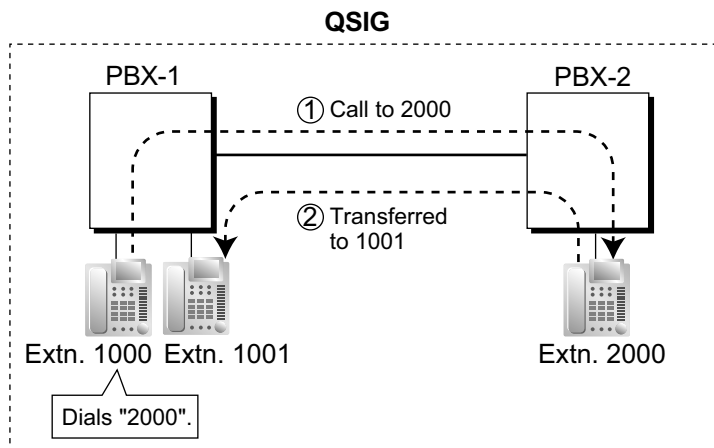 QSIG
PBX-1
PBX-2
① Call to 2000
② Transferred
to 1001
Extn. 1000
Extn. 1001
Extn. 2000
Dials "2000".